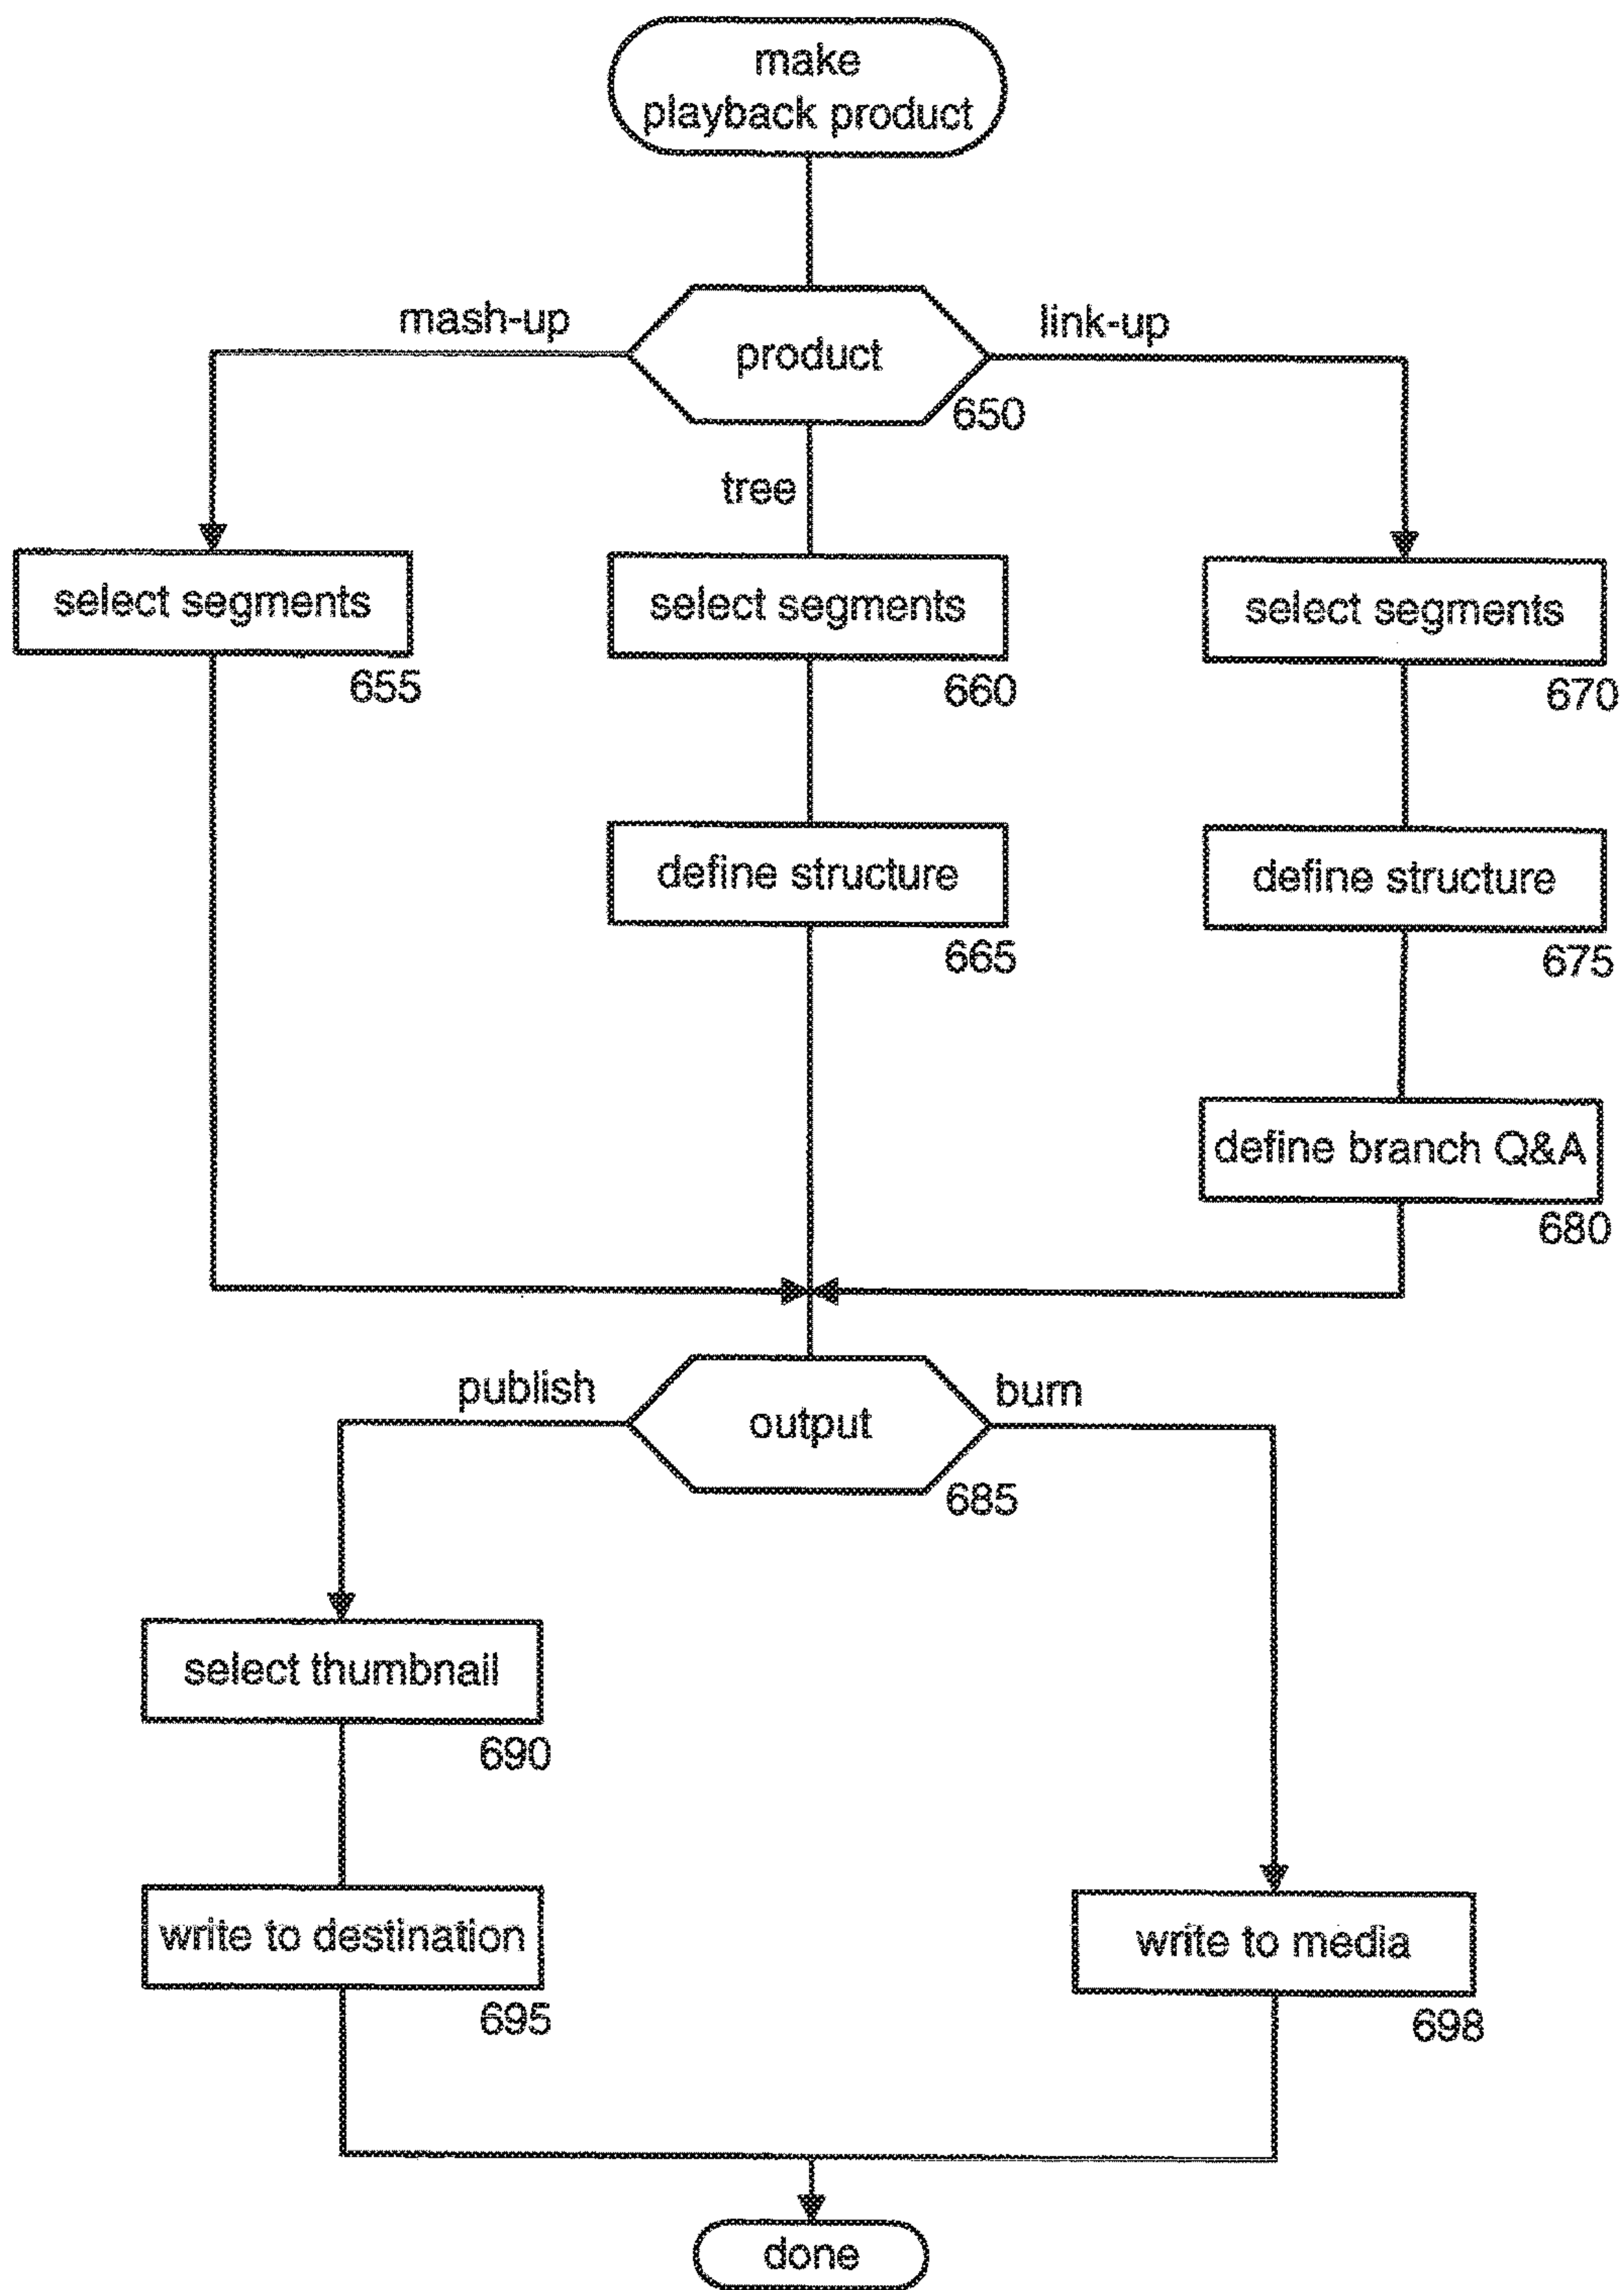 make
playback product
mash-up
product
link-up
650
tree
select segments
655
select segments
660
select segments
670
define structure
665
define structure
675
define branch Q&A
680
publish
output
burn
685
select thumbnail
690
write to destination
695
write to media
698
done